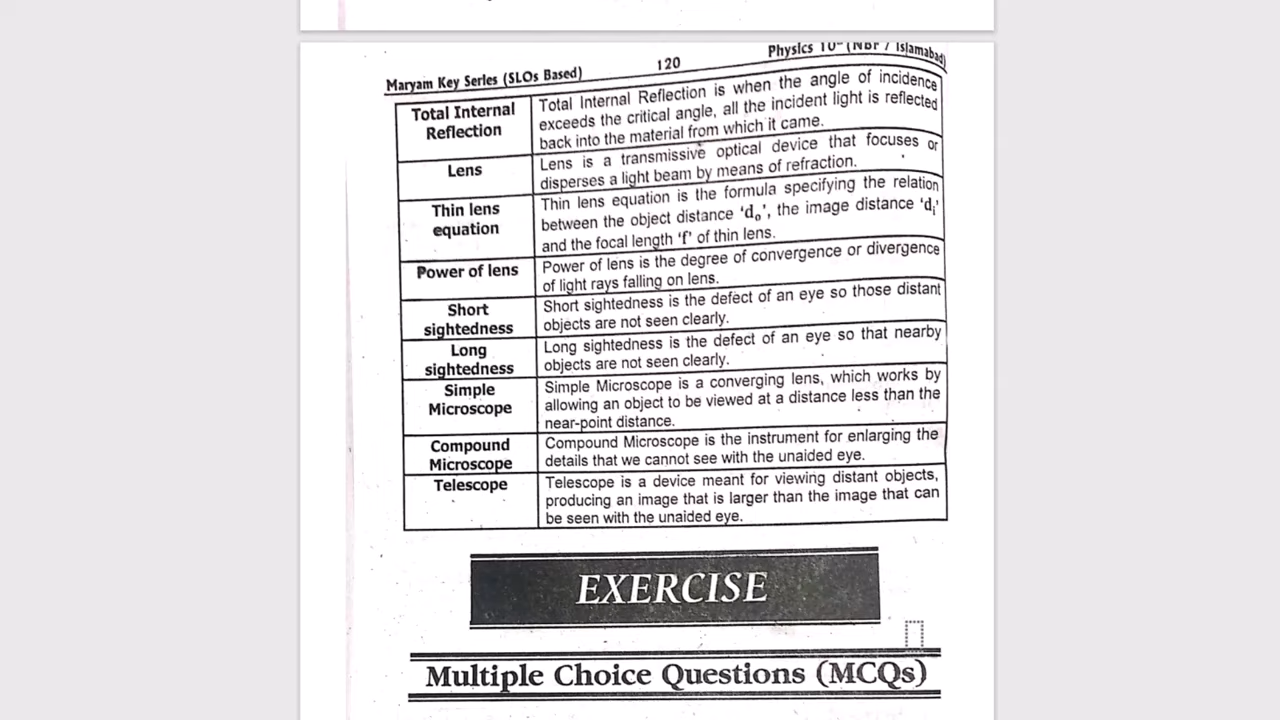 Maryam Key Series (SLOs Based) 120 Physics 10th (NBF / Islamabad)
Total Internal Reflection
Total Internal Reflection is when the angle of incidence
exceeds the critical angle, all the incident light is reflected
back into the material from which it came.
Lens
Lens is a transmissive optical device that focuses or
disperses a light beam by means of refraction.
Thin lens equation
Thin lens equation is the formula specifying the relation
between the object distance ‘dₒ’, the image distance ‘dᵢ’
and the focal length ‘f’ of thin lens.
Power of lens
Power of lens is the degree of convergence or divergence
of light rays falling on lens.
Short sightedness
Short sightedness is the defect of an eye so those distant
objects are not seen clearly.
Long sightedness
Long sightedness is the defect of an eye so that nearby
objects are not seen clearly.
Simple Microscope
Simple Microscope is a converging lens, which works by
allowing an object to be viewed at a distance less than the
near-point distance.
Compound Microscope
Compound Microscope is the instrument for enlarging the
details that we cannot see with the unaided eye.
Telescope
Telescope is a device meant for viewing distant objects,
producing an image that is larger than the image that can
be seen with the unaided eye.
EXERCISE
Multiple Choice Questions (MCQs)